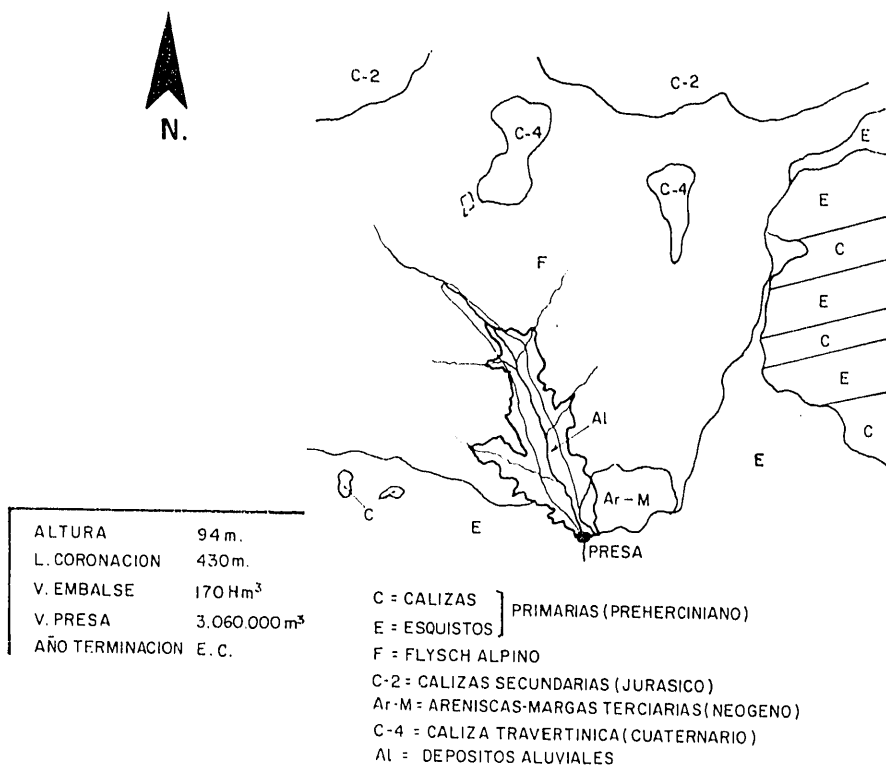 N.
C-2
C-2
C-4
C-4
E
E
C
E
C
E
C
F
Al
E
Ar-M
C
E
PRESA
ALTURA 94 m.
L. CORONACION 430 m.
V. EMBALSE 170 Hm³
V. PRESA 3.060.000 m³
AÑO TERMINACION E.C.
C = CALIZAS
E = ESQUISTOS
PRIMARIAS (PREHERCINIANO)
F = FLYSCH ALPINO
C-2 = CALIZAS SECUNDARIAS (JURASICO)
Ar-M = ARENISCAS-MARGAS TERCIARIAS (NEOGENO)
C-4 = CALIZA TRAVERTINICA (CUATERNARIO)
Al = DEPOSITOS ALUVIALES